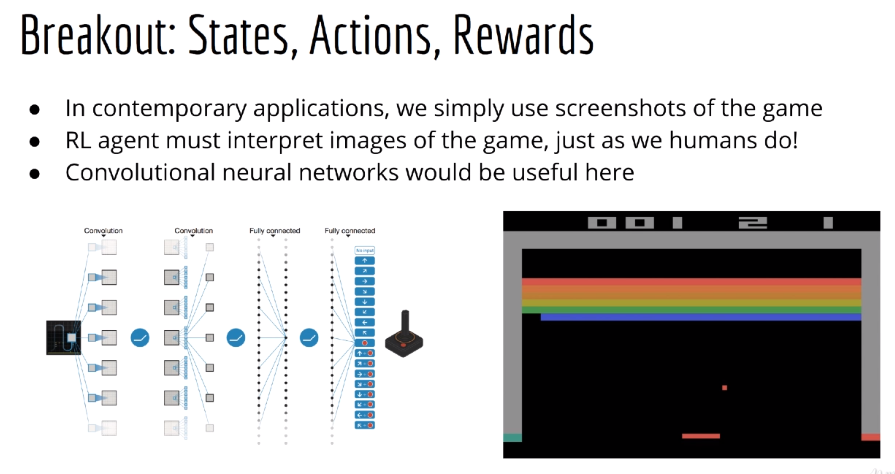 Breakout: States, Actions, Rewards
● In contemporary applications, we simply use screenshots of the game
● RL agent must interpret images of the game, just as we humans do!
● Convolutional neural networks would be useful here
Convolution Convolution Fully connected Fully connected
No input
001 2 1